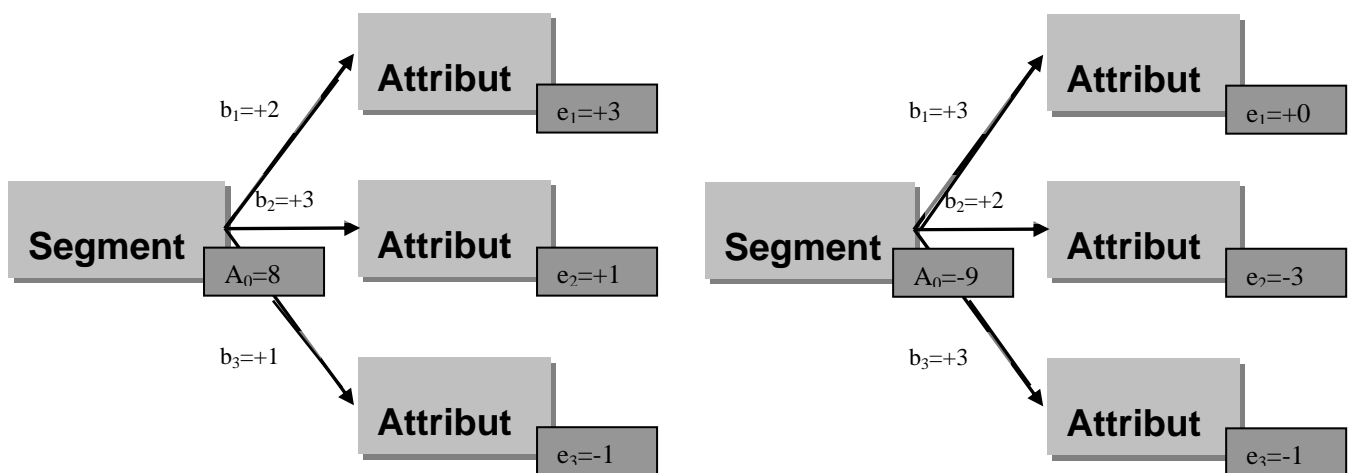 Attribut
e₁=+3
b₁=+2
b₂=+3
Segment
A₀=8
Attribut
e₂=+1
b₃=+1
Attribut
e₃=-1
Attribut
e₁=+0
b₁=+3
b₂=+2
Segment
A₀=-9
Attribut
e₂=-3
b₃=+3
Attribut
e₃=-1